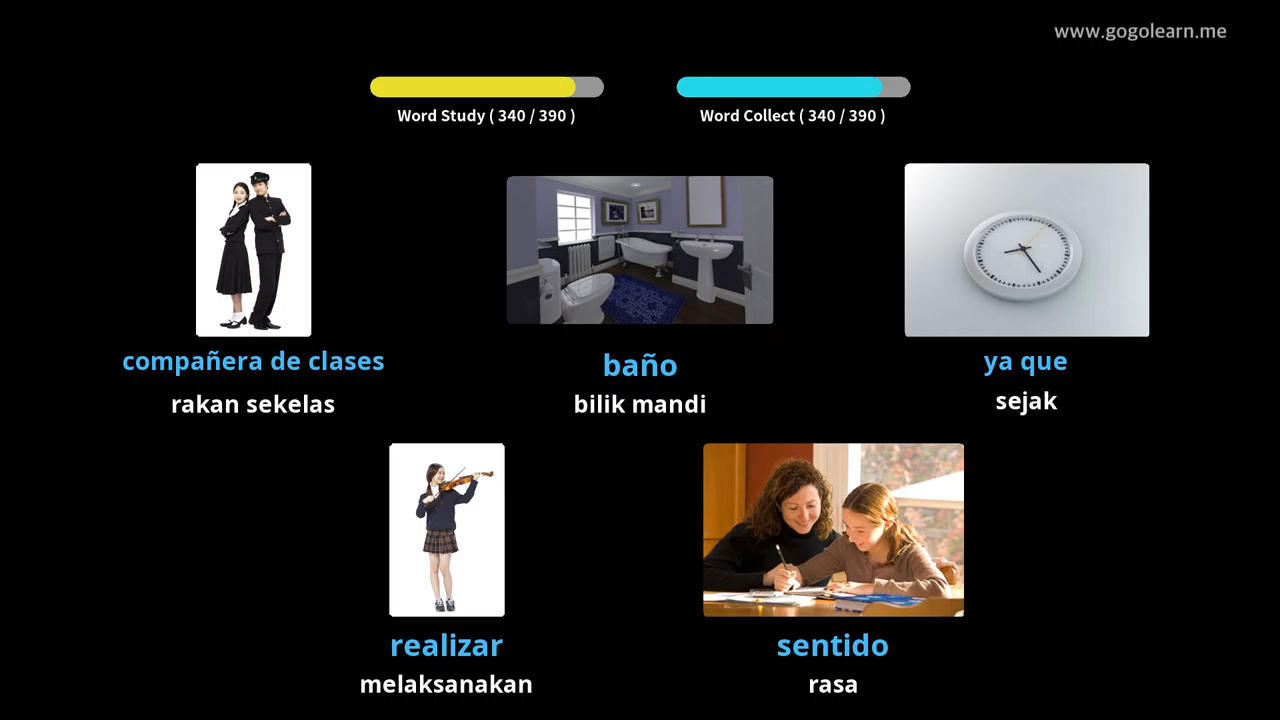 www.gogolearn.me
Word Study ( 340 / 390 )
Word Collect ( 340 / 390 )
compañera de clases
rakan sekelas
baño
bilik mandi
ya que
sejak
realizar
melaksanakan
sentido
rasa